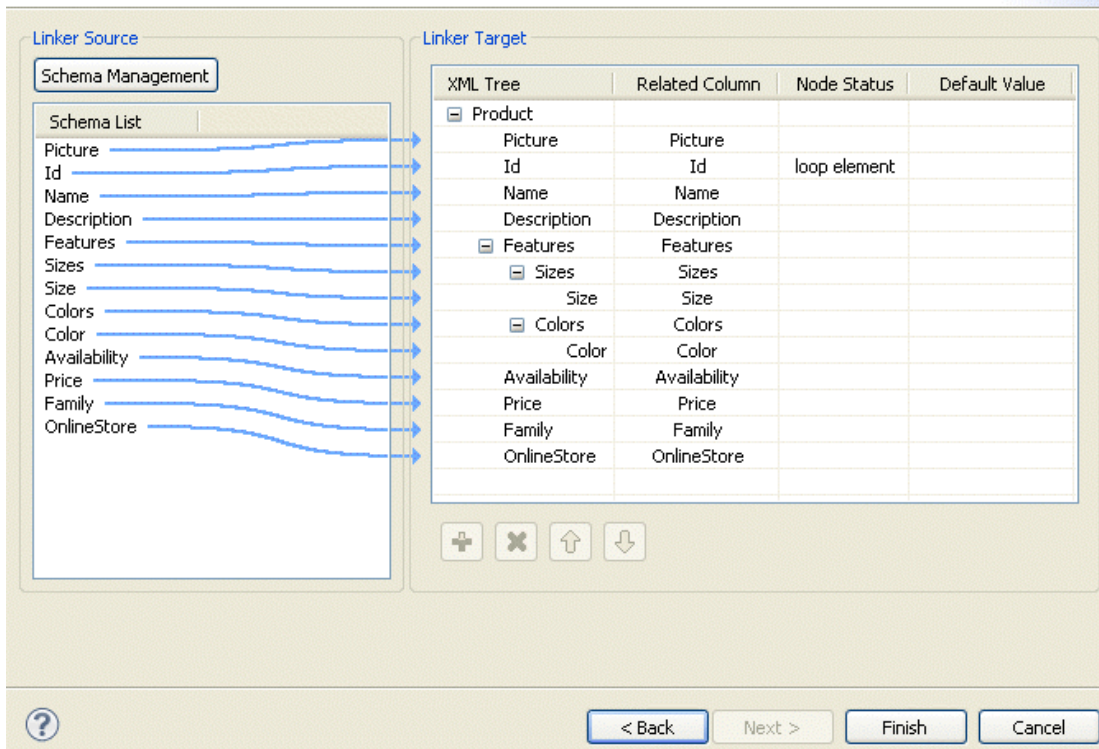 Linker Source
Schema Management
Schema List
Picture
Id
Name
Description
Features
Sizes
Size
Colors
Color
Availability
Price
Family
OnlineStore
Linker Target
XML Tree Related Column Node Status Default Value
Product
Picture Picture
Id Id loop element
Name Name
Description Description
Features Features
Sizes Sizes
Size Size
Colors Colors
Color Color
Availability Availability
Price Price
Family Family
OnlineStore OnlineStore
? < Back Next > Finish Cancel